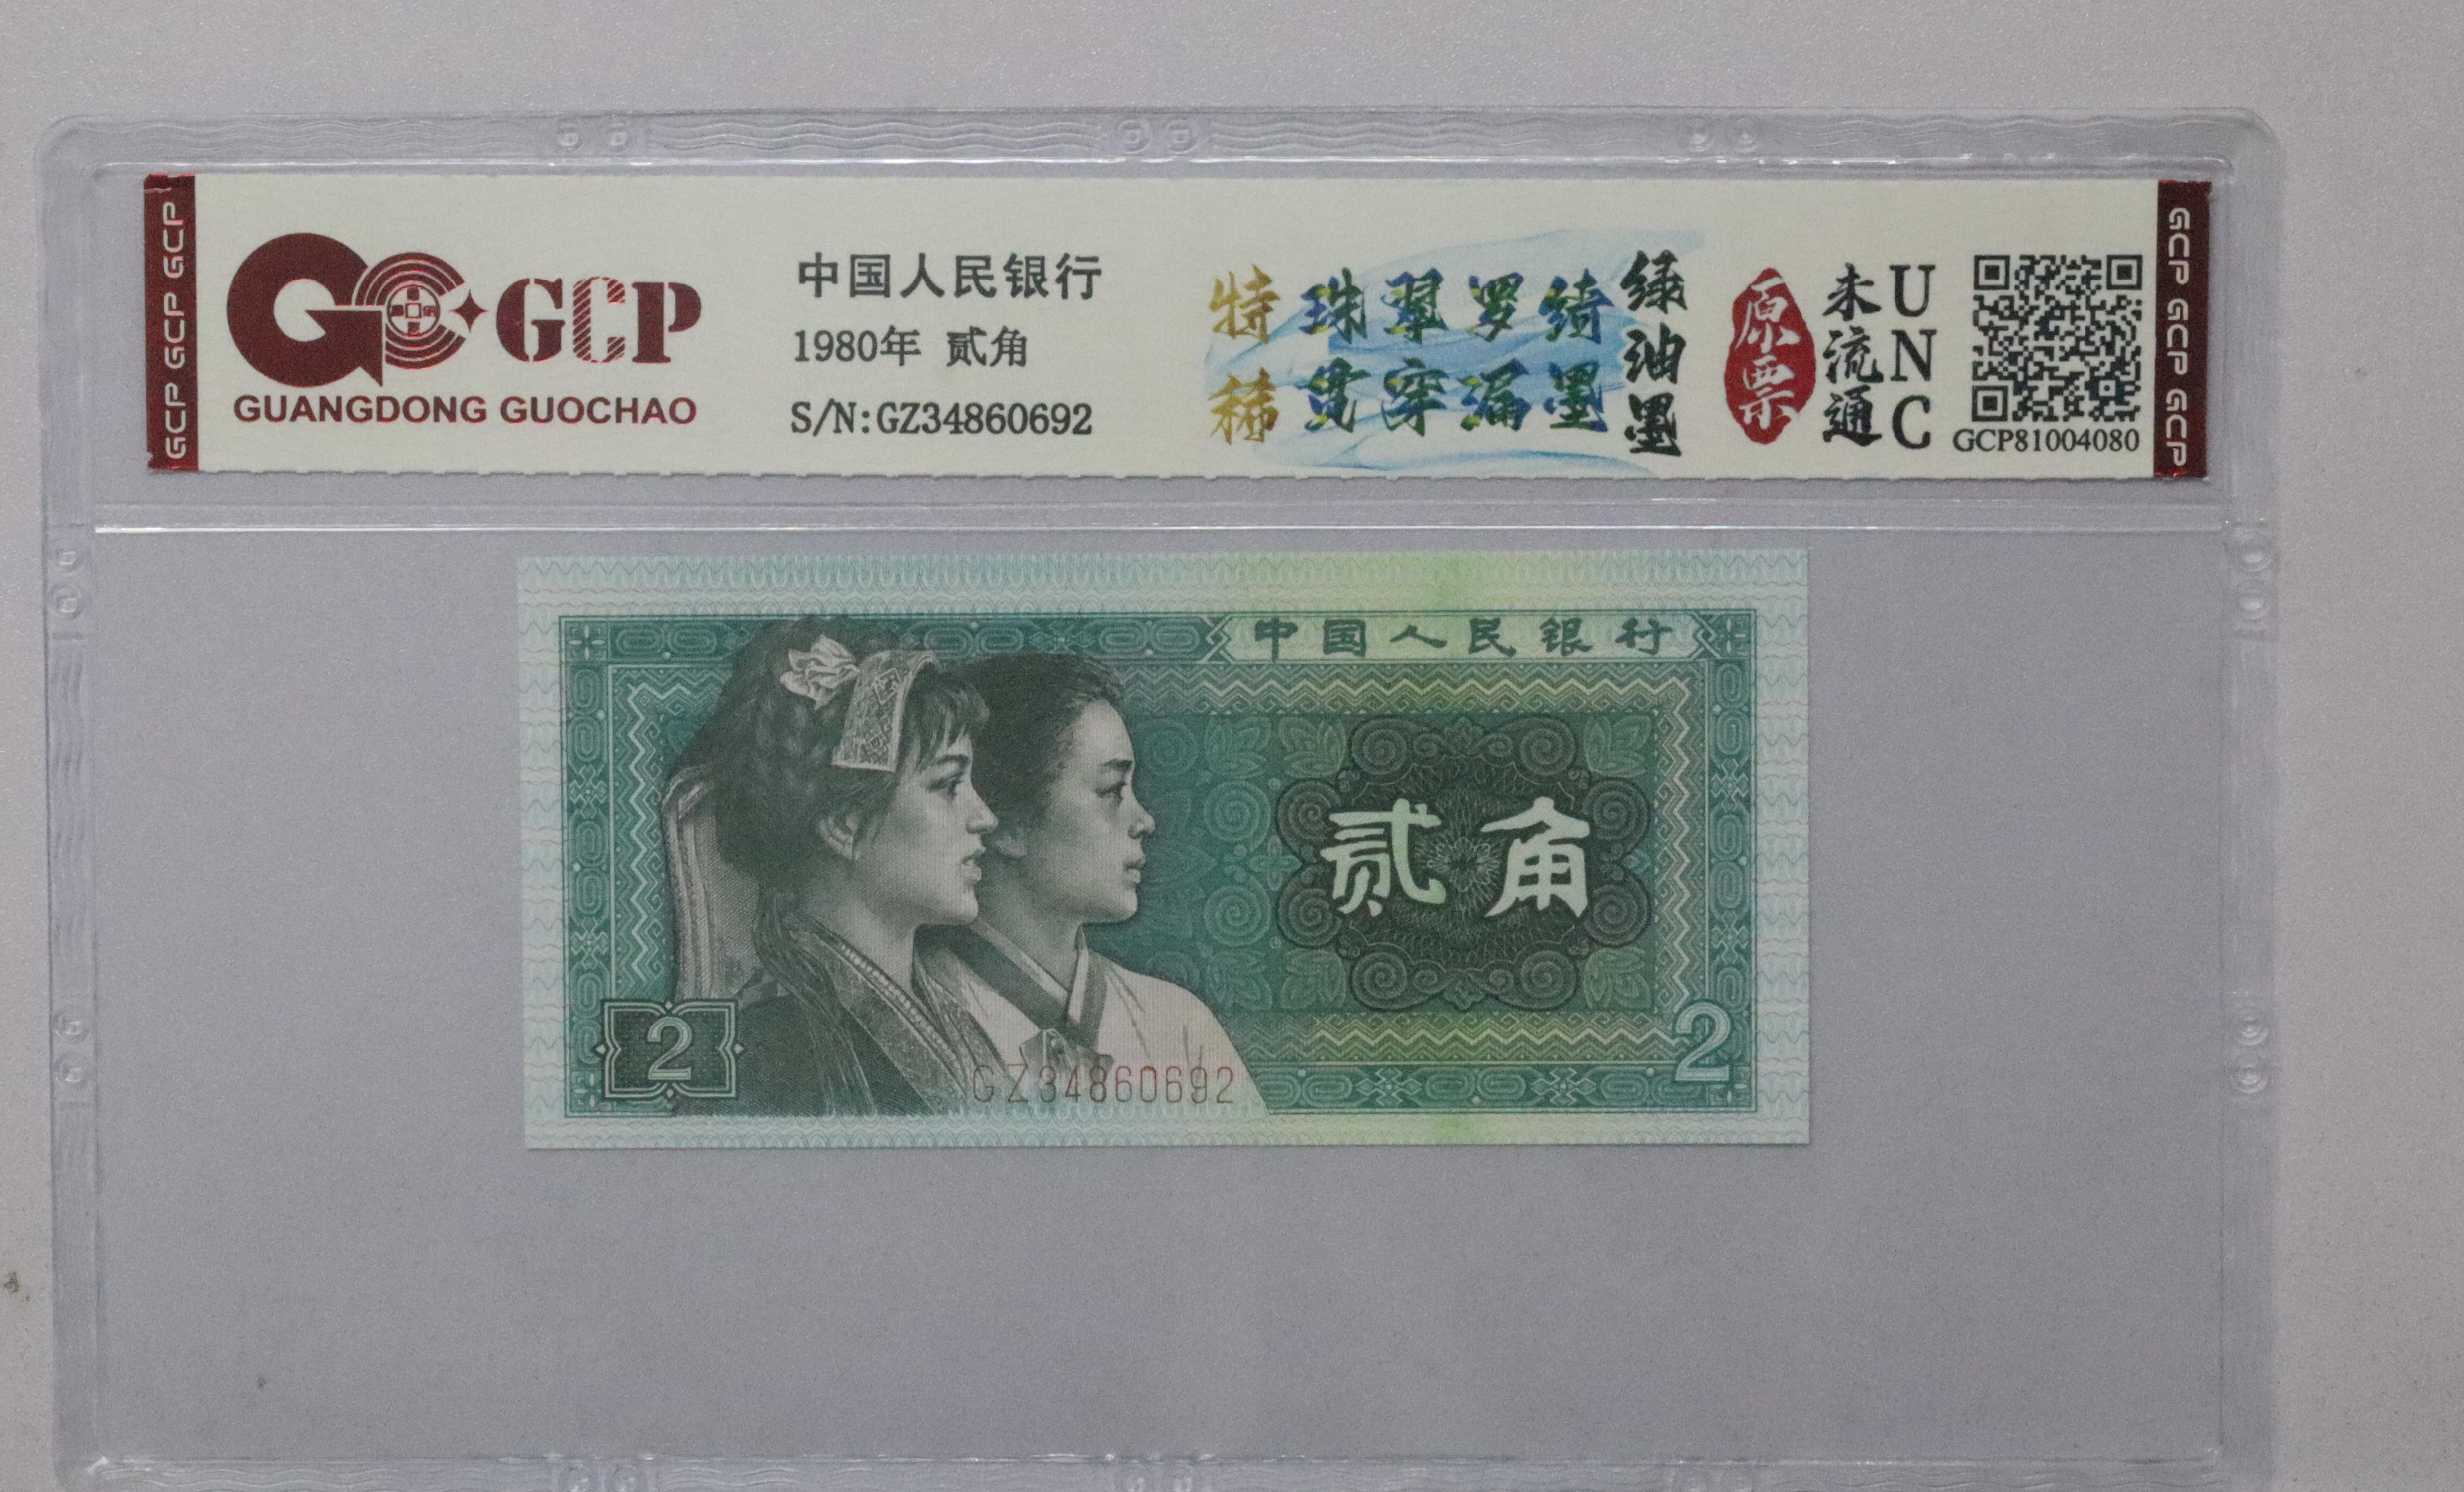 GCP GCP GCP
GCP
GUANGDONG GUOCHAO
中国人民银行
1980年 贰角
S/N:GZ34860692
特稀
珠翠罗绮
贯穿漏墨
绿油墨
原票
未流通
UNC
GCP81004080
GCP GCP GCP
中国人民银行
贰角
2
2
GZ34860692